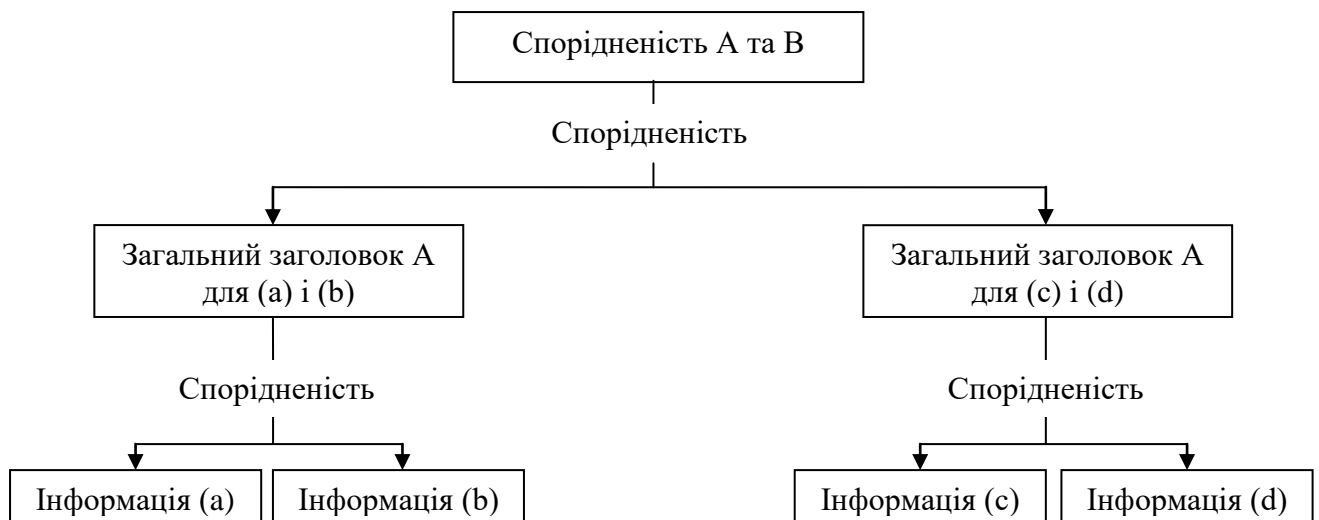 Спорідненість А та В
Спорідненість
Загальний заголовок А
для (а) і (b)
Загальний заголовок А
для (c) і (d)
Спорідненість
Спорідненість
Інформація (a)
Інформація (b)
Інформація (c)
Інформація (d)